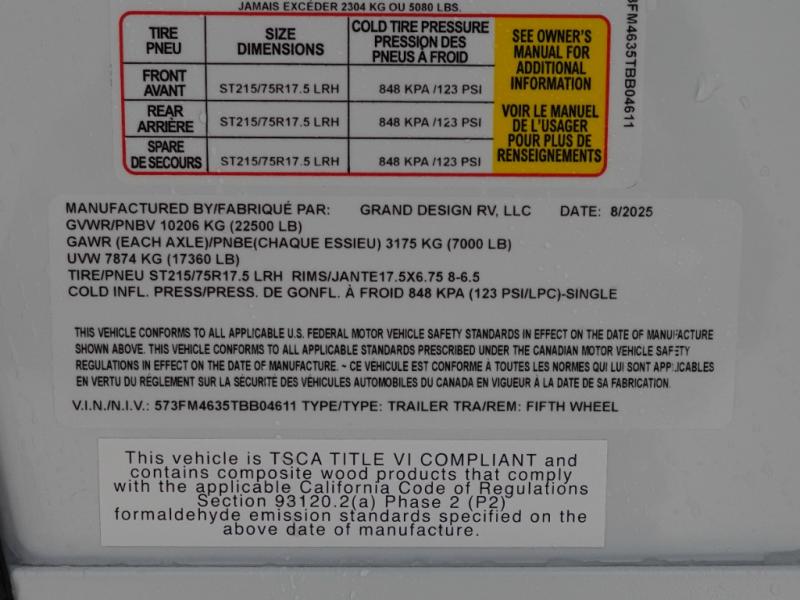 JAMAIS EXCÉDER 2304 KG OU 5080 LBS.
TIRE
PNEU
SIZE
DIMENSIONS
COLD TIRE PRESSURE
PRESSION DES
PNEUS À FROID
SEE OWNER'S
MANUAL FOR
ADDITIONAL
INFORMATION
FRONT
AVANT
ST215/75R17.5 LRH
848 KPA /123 PSI
REAR
ARRIÈRE
ST215/75R17.5 LRH
848 KPA /123 PSI
SPARE
DE SECOURS
ST215/75R17.5 LRH
848 KPA /123 PSI
VOIR LE MANUEL
DE L'USAGER
POUR PLUS DE
RENSEIGNEMENTS
3FM4635TBB04611
MANUFACTURED BY/FABRIQUÉ PAR: GRAND DESIGN RV, LLC DATE: 8/2025
GVWR/PNBV 10206 KG (22500 LB)
GAWR (EACH AXLE)/PNBE(CHAQUE ESSIEU) 3175 KG (7000 LB)
UVW 7874 KG (17360 LB)
TIRE/PNEU ST215/75R17.5 LRH RIMS/JANTE17.5X6.75 8-6.5
COLD INFL. PRESS/PRESS. DE GONFL. À FROID 848 KPA (123 PSI/LPC)-SINGLE
THIS VEHICLE CONFORMS TO ALL APPLICABLE U.S. FEDERAL MOTOR VEHICLE SAFETY STANDARDS IN EFFECT ON THE DATE OF MANUFACTURE
SHOWN ABOVE. THIS VEHICLE CONFORMS TO ALL APPLICABLE STANDARDS PRESCRIBED UNDER THE CANADIAN MOTOR VEHICLE SAFETY
REGULATIONS IN EFFECT ON THE DATE OF MANUFACTURE. ~ CE VÉHICULE EST CONFORME À TOUTES LES NORMES QUI LUI SONT APPLICABLES
EN VERTU DU RÉGLEMENT SUR LA SÉCURITÉ DES VÉHICULES AUTOMOBILES DU CANADA EN VIGUEUR À LA DATE DE SA FABRICATION.
V.I.N./N.I.V.: 573FM4635TBB04611 TYPE/TYPE: TRAILER TRA/REM: FIFTH WHEEL
This vehicle is TSCA TITLE VI COMPLIANT and
contains composite wood products that comply
with the applicable California Code of Regulations
Section 93120.2(a) Phase 2 (P2)
formaldehyde emission standards specified on the
above date of manufacture.